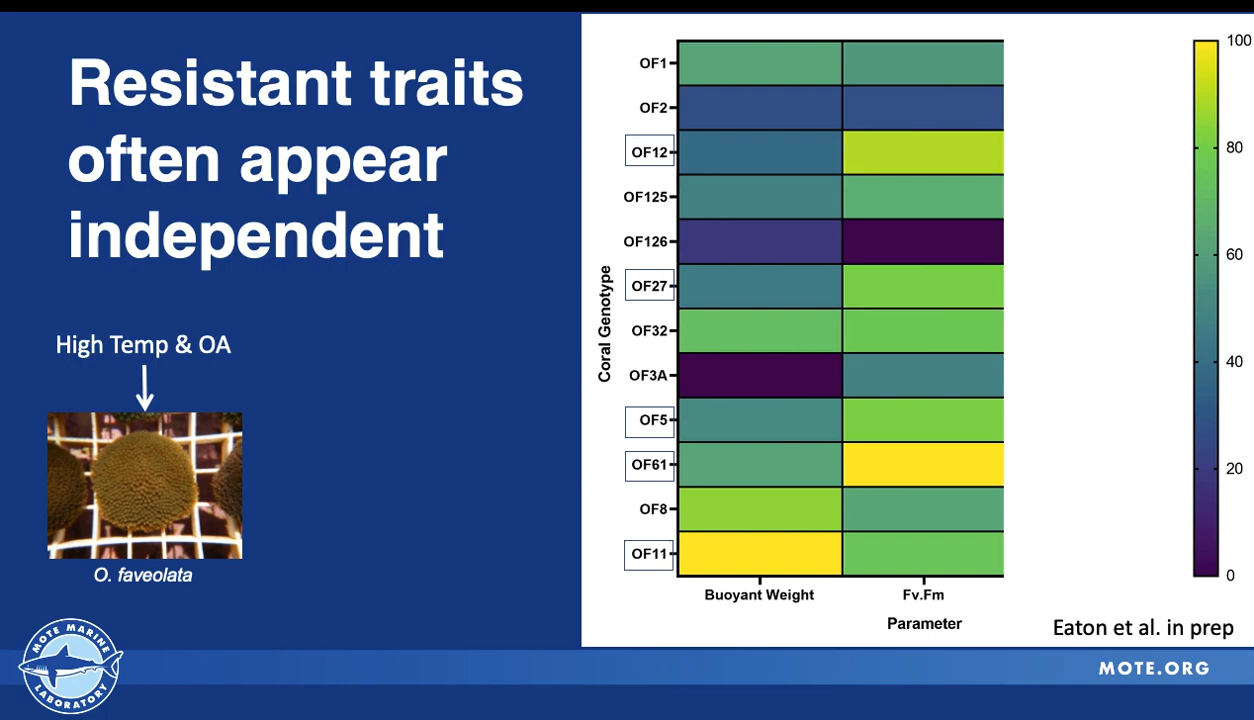 Resistant traits
often appear
independent
High Temp & OA
O. faveolata
MOTE MARINE
LABORATORY
Coral Genotype
OF1
OF2
OF12
OF125
OF126
OF27
OF32
OF3A
OF5
OF61
OF8
OF11
Buoyant Weight
Fv.Fm
Parameter
100
80
60
40
20
0
Eaton et al. in prep
MOTE.ORG